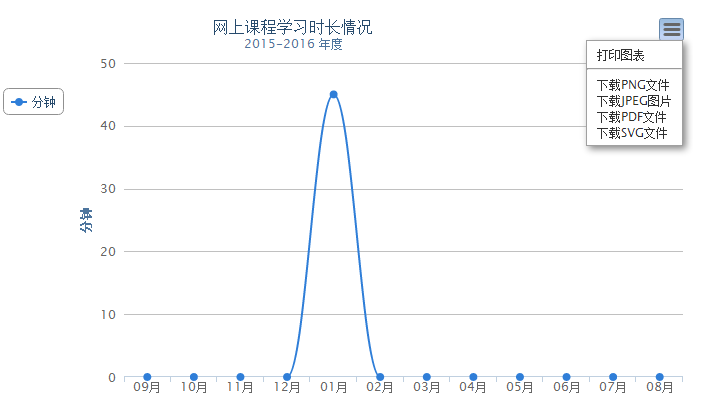 网上课程学习时长情况
2015-2016 年度
打印图表
下载PNG文件
下载JPEG图片
下载PDF文件
下载SVG文件
分钟
分钟
50
40
30
20
10
0
09月 10月 11月 12月 01月 02月 03月 04月 05月 06月 07月 08月